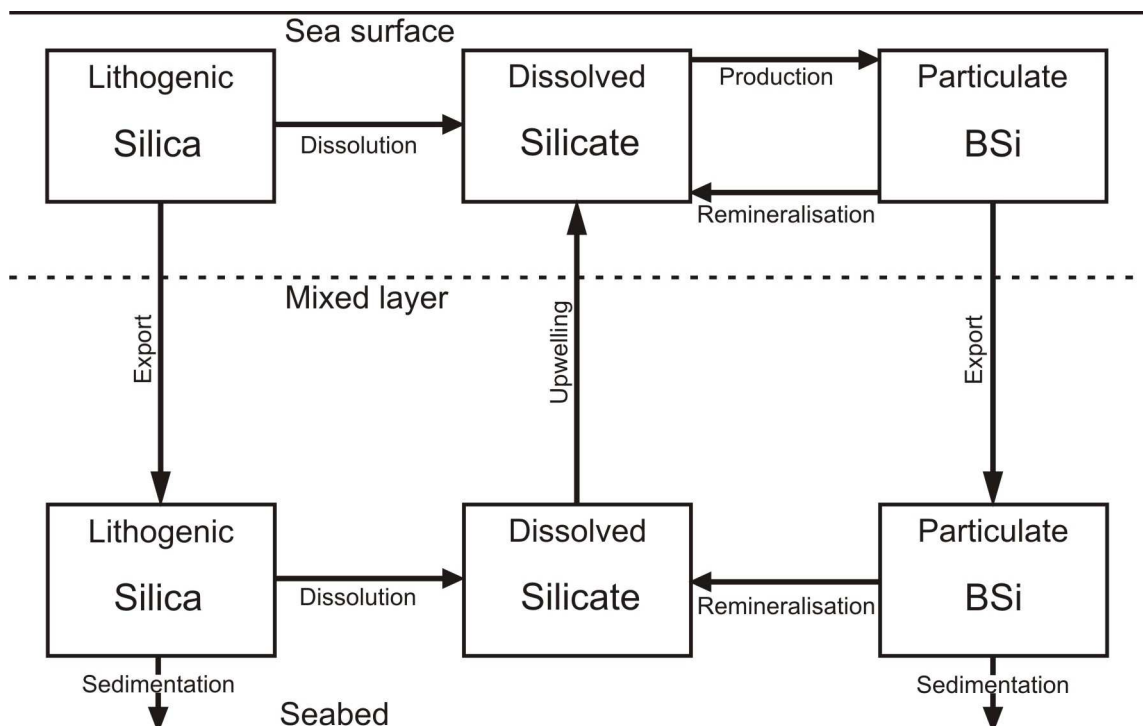 Sea surface
Lithogenic
Silica
Dissolution
Dissolved
Silicate
Production
Remineralisation
Particulate
BSi
Mixed layer
Export
Upwelling
Export
Lithogenic
Silica
Dissolution
Dissolved
Silicate
Remineralisation
Particulate
BSi
Sedimentation
Sedimentation
Seabed